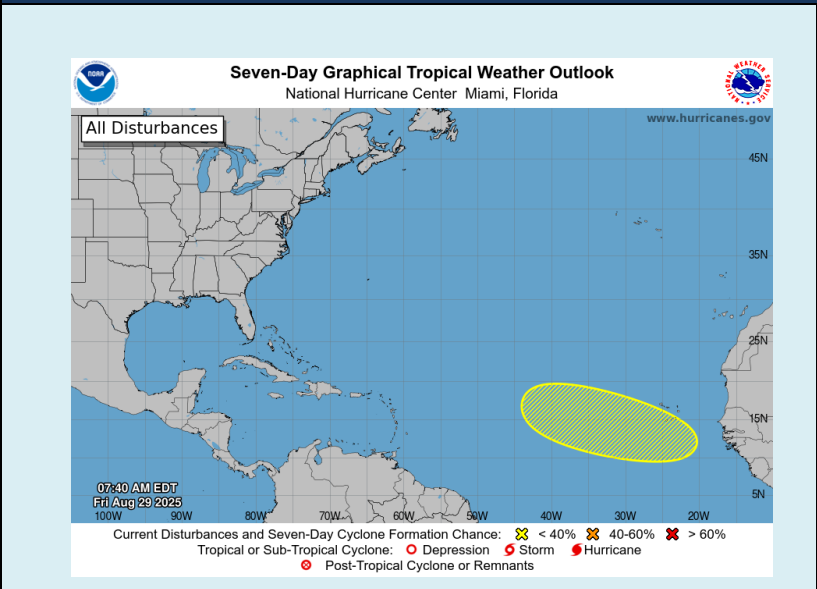 NOAA
Seven-Day Graphical Tropical Weather Outlook
National Hurricane Center  Miami, Florida
NATIONAL WEATHER SERVICE
All Disturbances
www.hurricanes.gov
45N
35N
25N
15N
5N
07:40 AM EDT
Fri Aug 29 2025
100W 90W 80W 70W 60W 50W 40W 30W 20W
Current Disturbances and Seven-Day Cyclone Formation Chance: < 40% 40-60% > 60%
Tropical or Sub-Tropical Cyclone: Depression Storm Hurricane
Post-Tropical Cyclone or Remnants